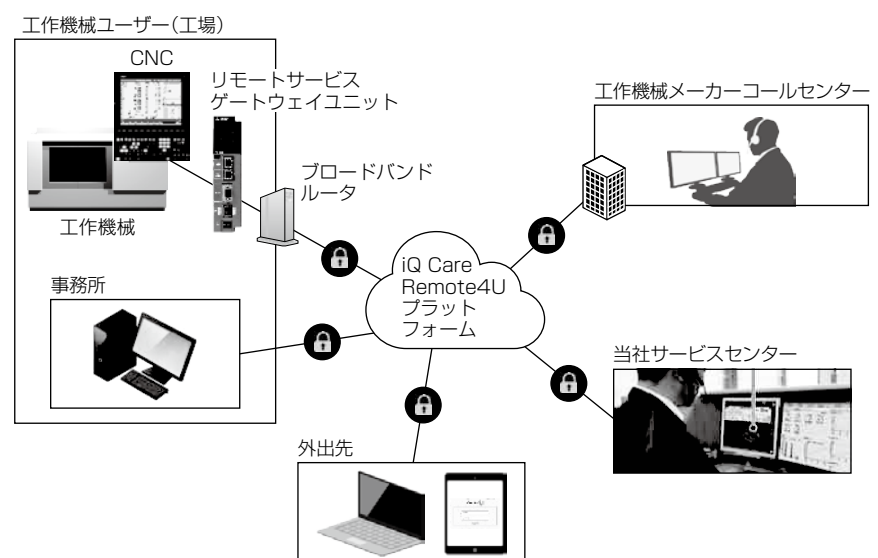 工作機械ユーザー(工場)
CNC
リモートサービス
ゲートウェイユニット
工作機械メーカーコールセンター
ブロードバンド
ルータ
工作機械
iQ Care
Remote4U
プラット
フォーム
事務所
当社サービスセンター
外出先